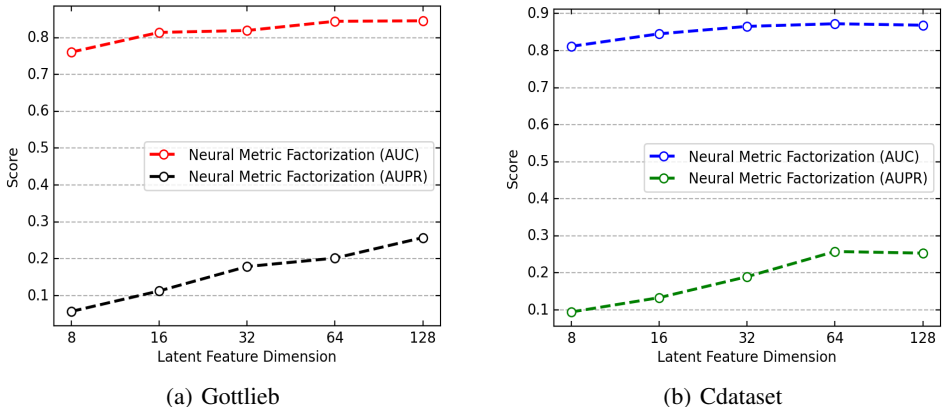 0.8
0.7
0.6
0.5
0.4
0.3
0.2
0.1
Score
Neural Metric Factorization (AUC)
Neural Metric Factorization (AUPR)
8 16 32 64 128
Latent Feature Dimension
(a) Gottlieb
0.9
0.8
0.7
0.6
0.5
0.4
0.3
0.2
0.1
Score
Neural Metric Factorization (AUC)
Neural Metric Factorization (AUPR)
8 16 32 64 128
Latent Feature Dimension
(b) Cdataset